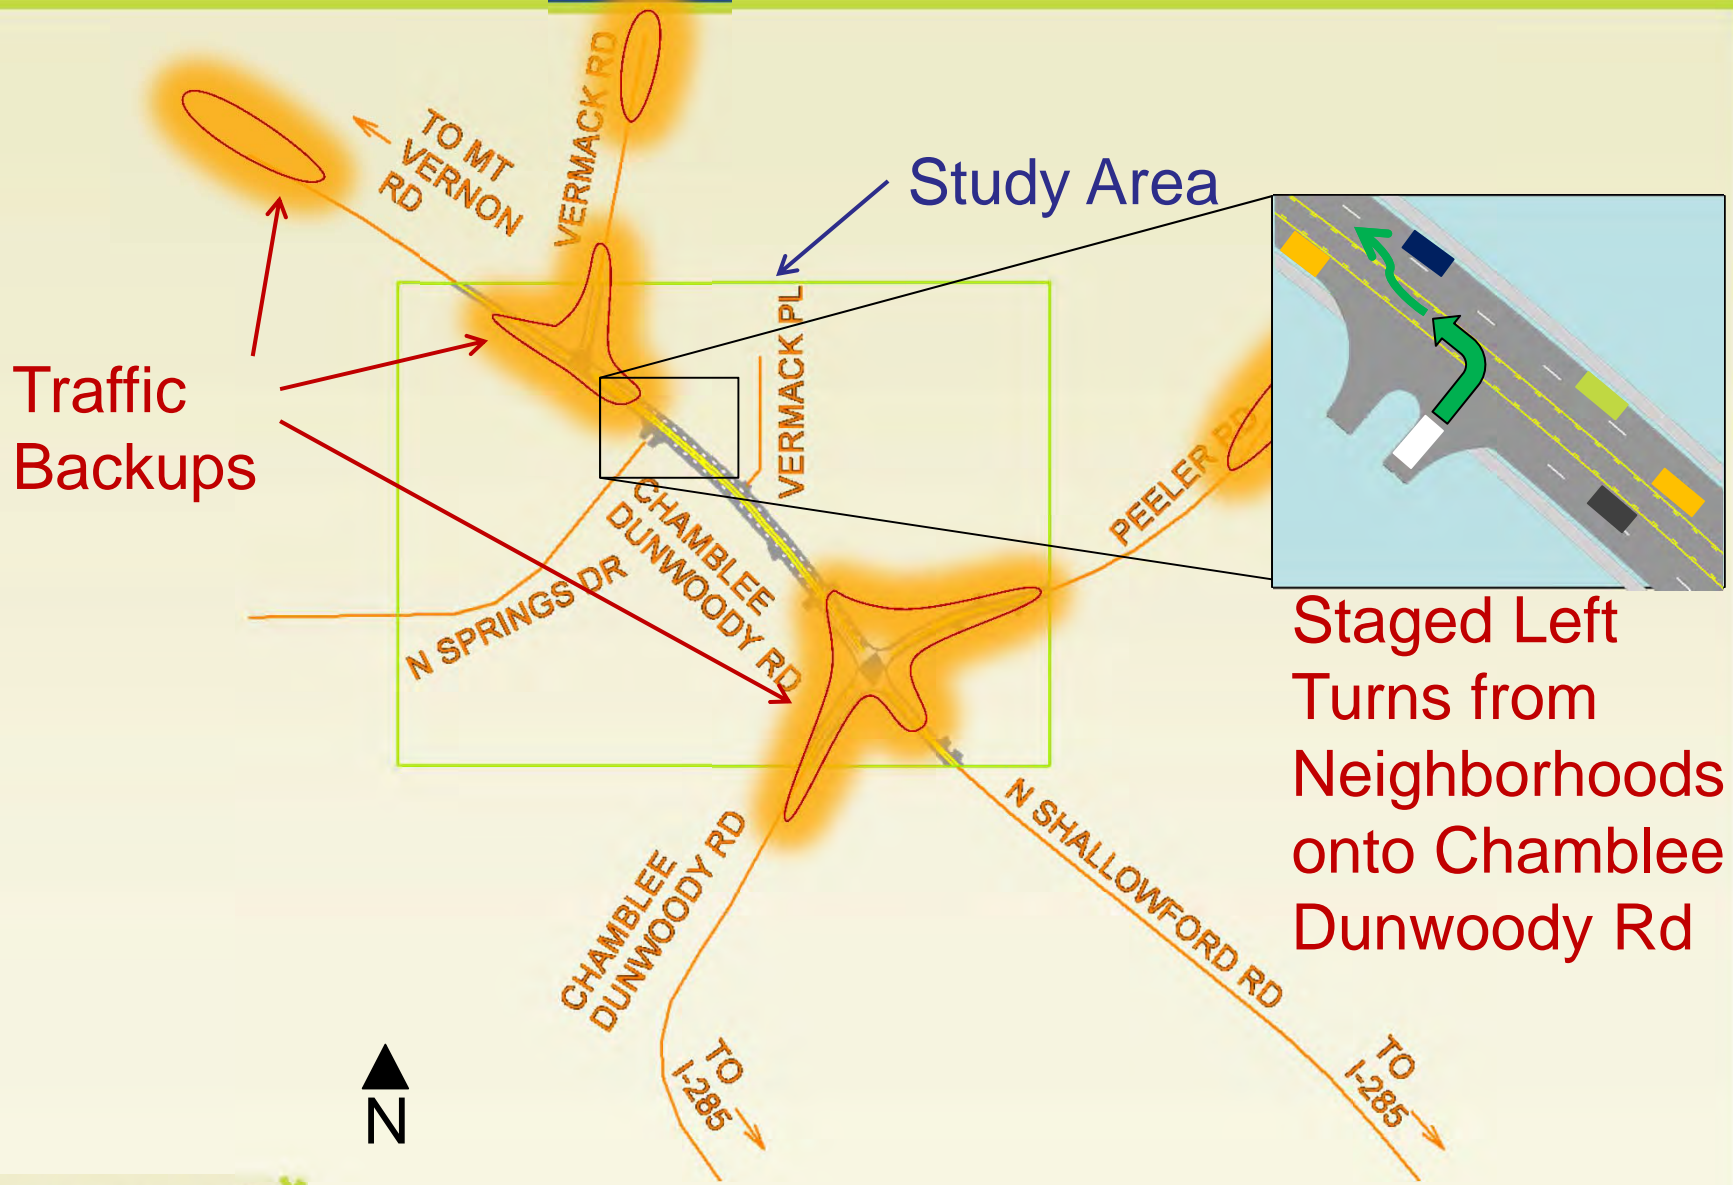 TO MT
VERNON
RD
VERMACK RD
Study Area
VERMACK PL
Traffic
Backups
PEELER RD
CHAMBLEE
DUNWOODY RD
N SPRINGS DR
Staged Left
Turns from
Neighborhoods
onto Chamblee
Dunwoody Rd
N SHALLOWFORD RD
CHAMBLEE
DUNWOODY RD
TO
I-285
TO
I-285
N